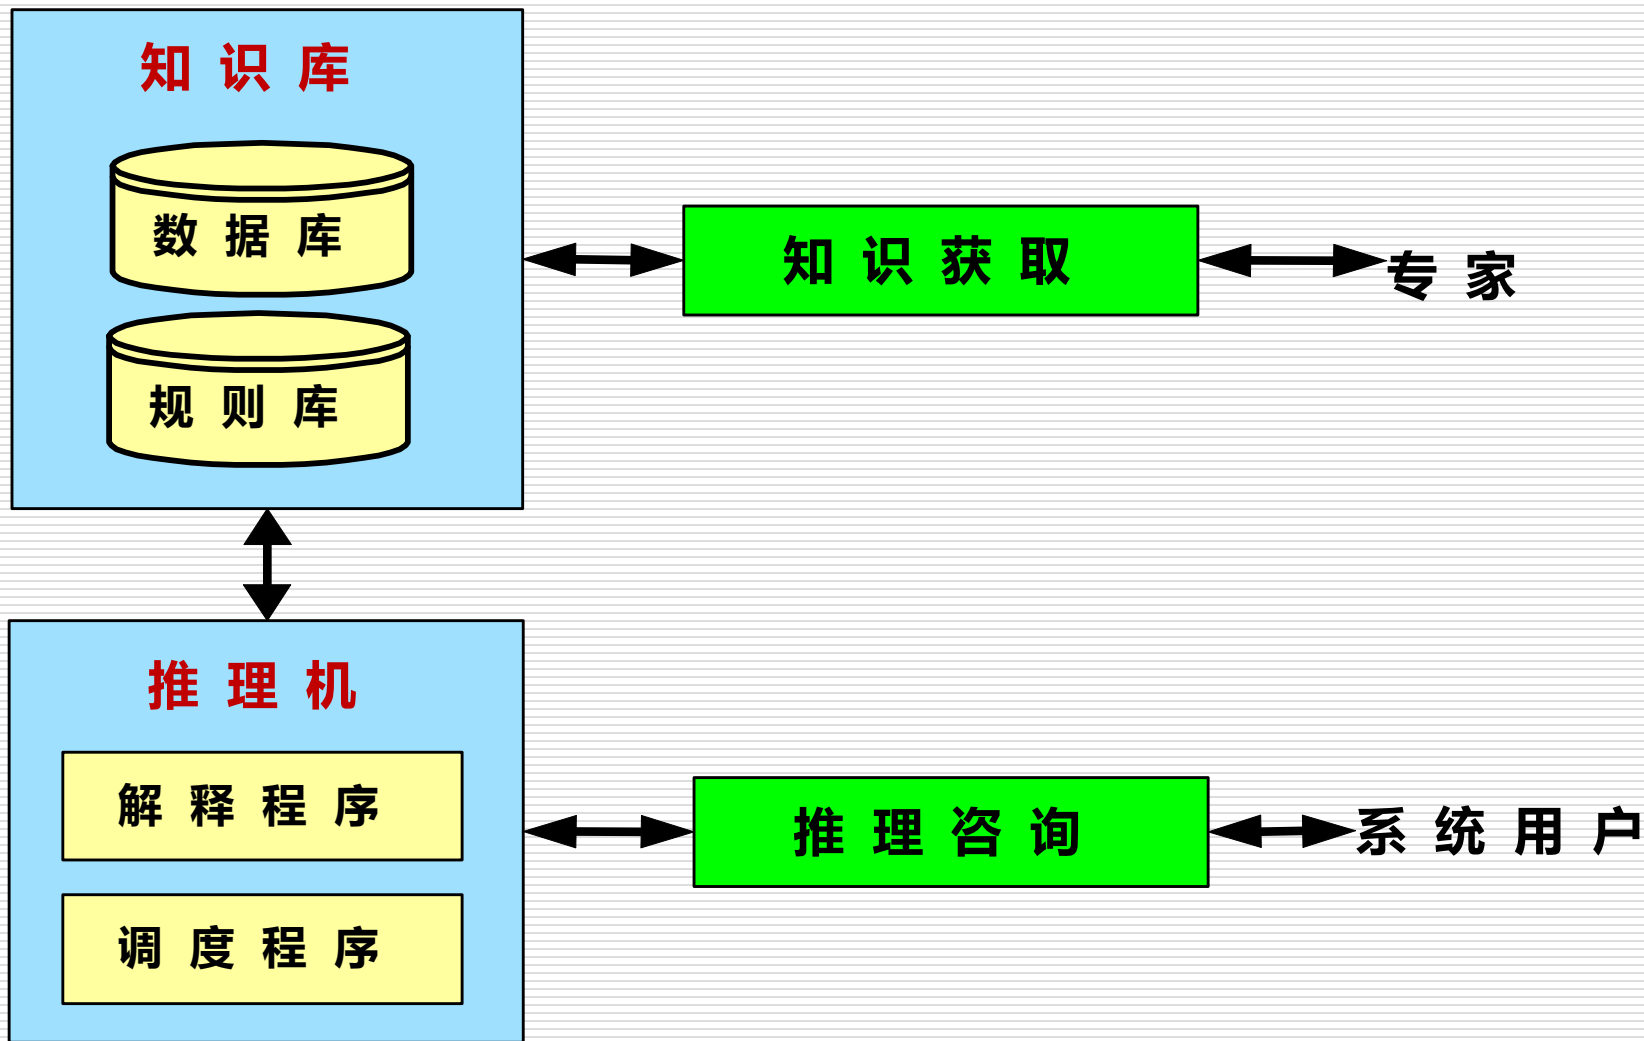 知识库
数据库
规则库
知识获取
专家
推理机
解释程序
调度程序
推理咨询
系统用户